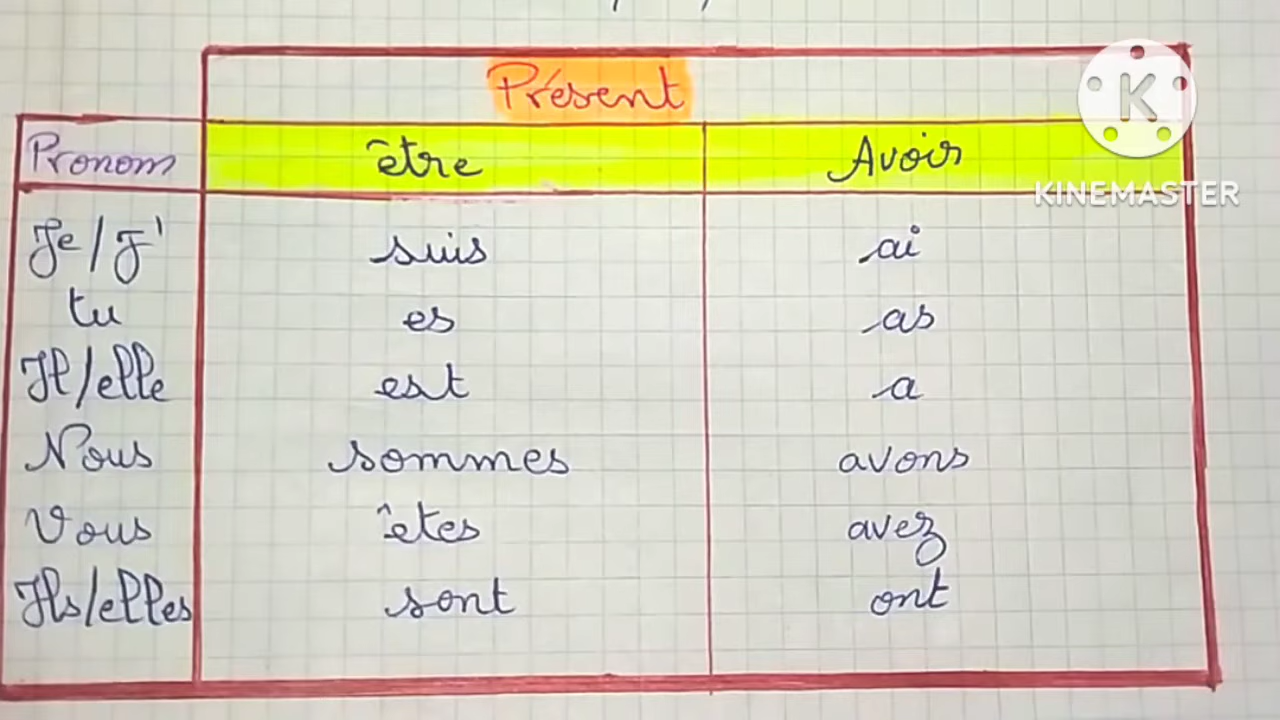 Présent
Pronom être Avoir
Je/J' suis ai
tu es as
Il/elle est a
Nous sommes avons
Vous êtes avez
Ils/elles sont ont
K
KINEMASTER